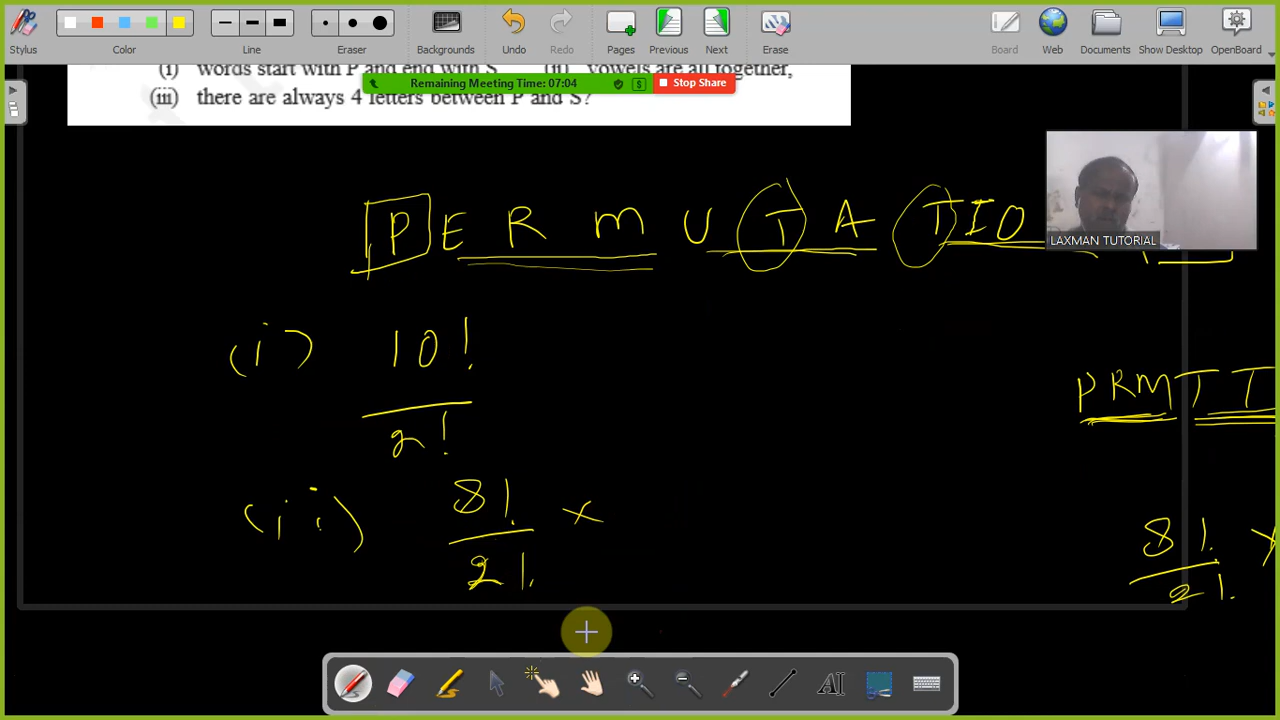 Stylus Color Line Eraser Backgrounds Undo Redo Pages Previous Next Erase Board Web Documents Show Desktop OpenBoard
(i) words start with P and end with S (ii) vowels are all together,
Remaining Meeting Time: 07:04 $ Stop Share
(iii) there are always 4 letters between P and S?
P E R M U T A T I O
LAXMAN TUTORIAL
(i) 10!
2!
P R M T T
(ii) 8! ×
2!
8! ×
2!
AI